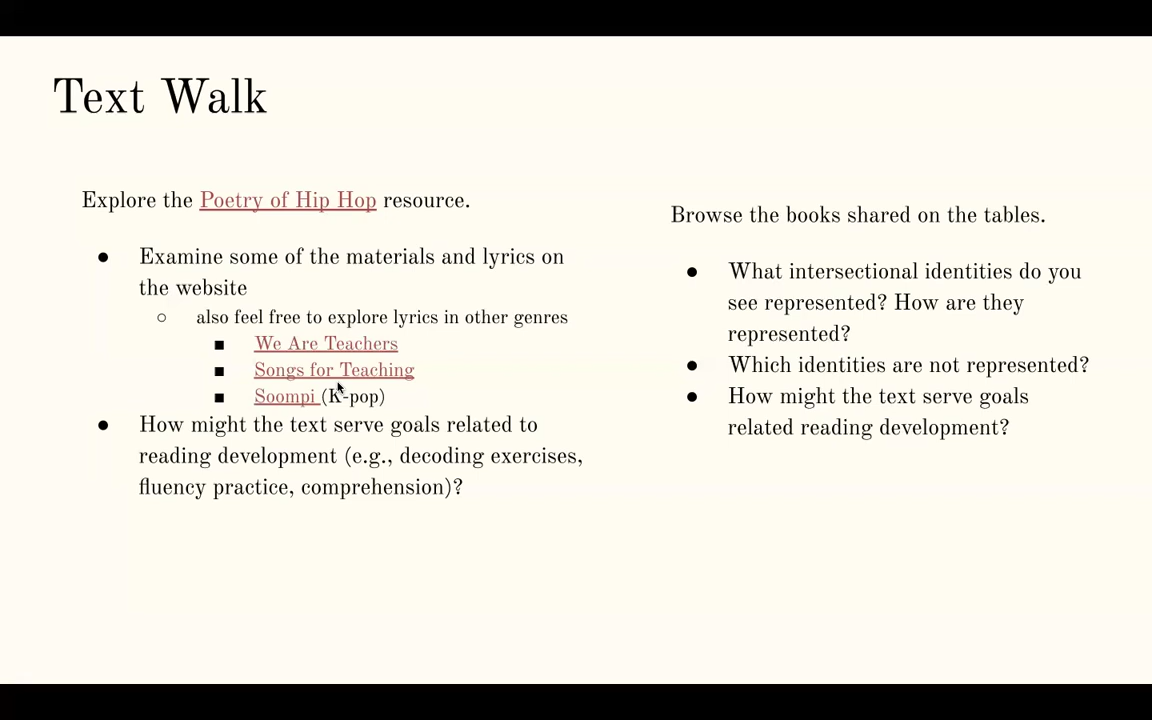 Text Walk
Explore the Poetry of Hip Hop resource.
● Examine some of the materials and lyrics on
the website
○ also feel free to explore lyrics in other genres
■ We Are Teachers
■ Songs for Teaching
■ Soompi (K-pop)
● How might the text serve goals related to
reading development (e.g., decoding exercises,
fluency practice, comprehension)?
Browse the books shared on the tables.
● What intersectional identities do you
see represented? How are they
represented?
● Which identities are not represented?
● How might the text serve goals
related reading development?